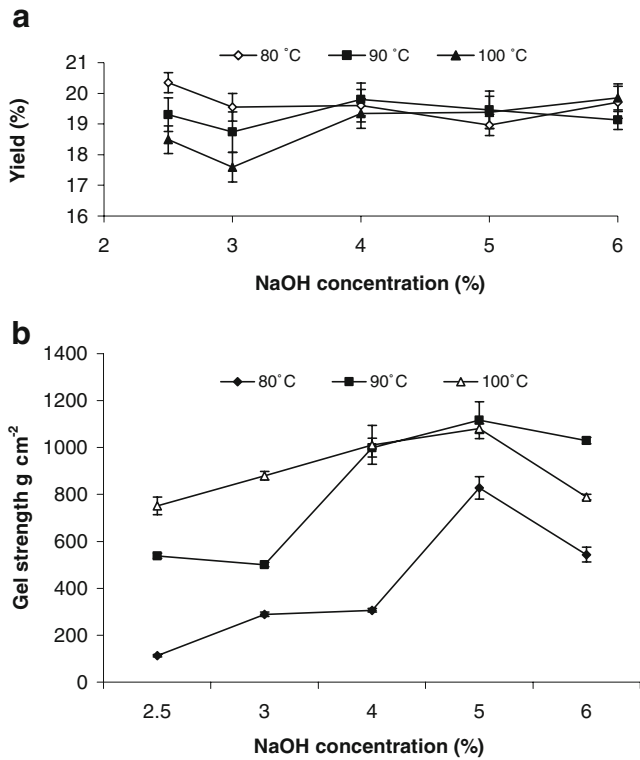 a
80 ˚C 90 ˚C 100 ˚C
21
20
19
18
17
16
Yield (%)
2 3 4 5 6
NaOH concentration (%)
b
1400
1200
1000
800
600
400
200
0
80˚C 90˚C 100˚C
Gel strength g cm-2
2.5 3 4 5 6
NaOH concentration (%)